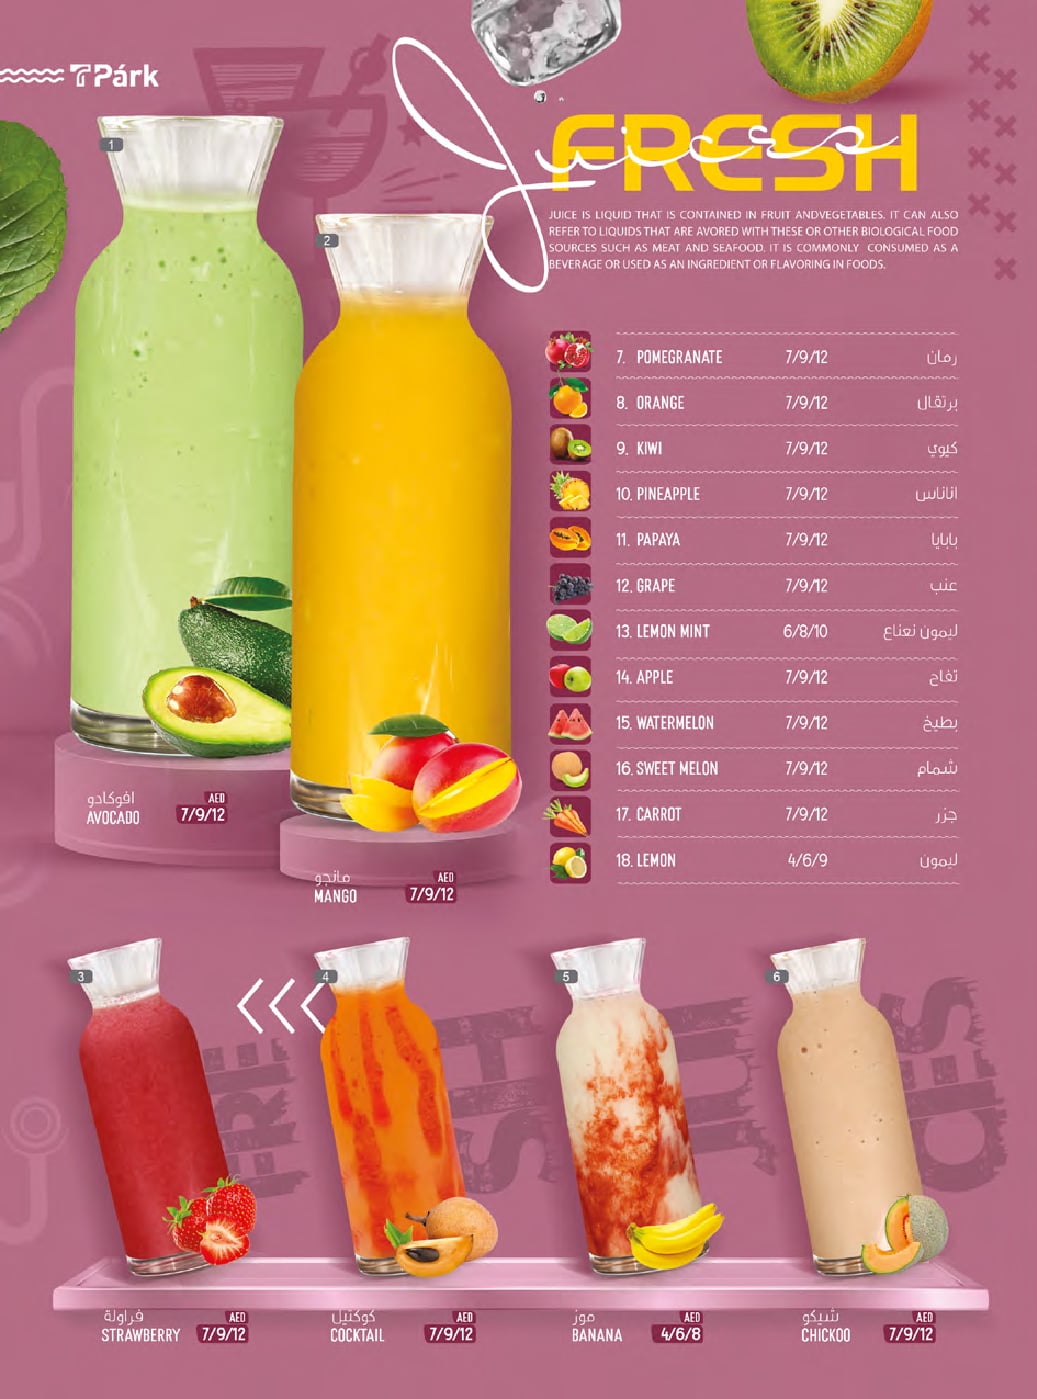 TPárk
Juices
FRESH
JUICE IS LIQUID THAT IS CONTAINED IN FRUIT ANDVEGETABLES. IT CAN ALSO
REFER TO LIQUIDS THAT ARE AVORED WITH THESE OR OTHER BIOLOGICAL FOOD
SOURCES SUCH AS MEAT AND SEAFOOD. IT IS COMMONLY CONSUMED AS A
BEVERAGE OR USED AS AN INGREDIENT OR FLAVORING IN FOODS.
1
2
7. POMEGRANATE 7/9/12 رمان
8. ORANGE 7/9/12 برتقال
9. KIWI 7/9/12 كيوي
10. PINEAPPLE 7/9/12 اناناس
11. PAPAYA 7/9/12 بابايا
12. GRAPE 7/9/12 عنب
13. LEMON MINT 6/8/10 ليمون نعناع
14. APPLE 7/9/12 تفاح
15. WATERMELON 7/9/12 بطيخ
16. SWEET MELON 7/9/12 شمام
17. CARROT 7/9/12 جزر
18. LEMON 4/6/9 ليمون
افوكادو AED
AVOCADO 7/9/12
مانجو AED
MANGO 7/9/12
3
4
5
6
FRESH JUICES
فراولة AED
STRAWBERRY 7/9/12
كوكتيل AED
COCKTAIL 7/9/12
موز AED
BANANA 4/6/8
شيكو AED
CHICKOO 7/9/12